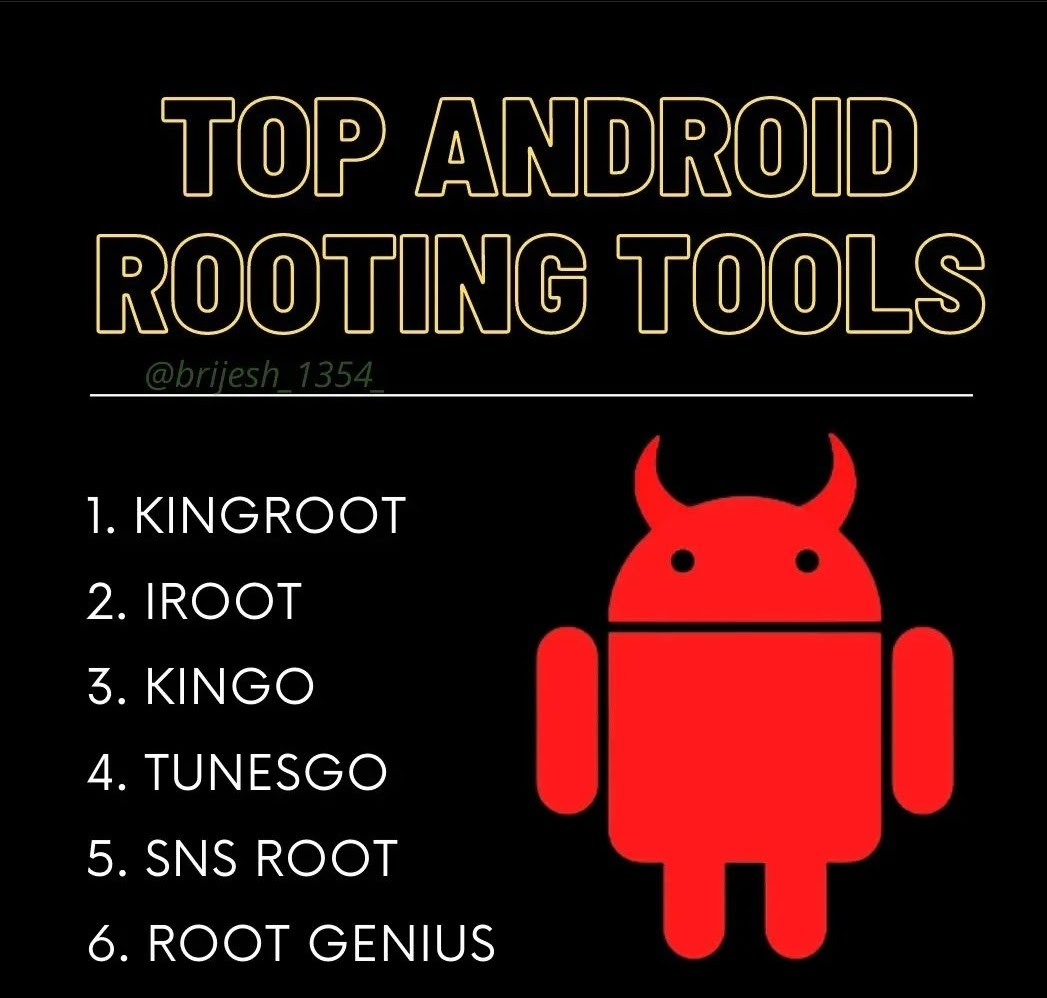 TOP ANDROID
ROOTING TOOLS
@brijesh_1354_
1. KINGROOT
2. IROOT
3. KINGO
4. TUNESGO
5. SNS ROOT
6. ROOT GENIUS